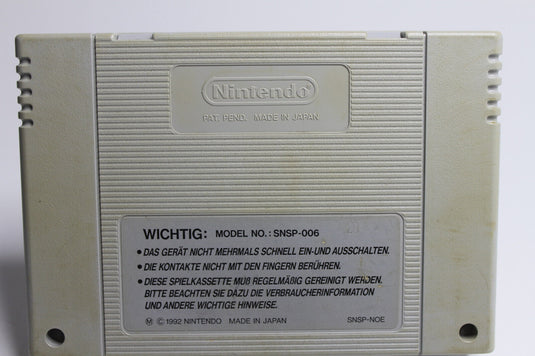 Nintendo
PAT. PEND. MADE IN JAPAN
WICHTIG: MODEL NO.: SNSP-006
• DAS GERÄT NICHT MEHRMALS SCHNELL EIN-UND AUSSCHALTEN.
• DIE KONTAKTE NICHT MIT DEN FINGERN BERÜHREN.
• DIESE SPIELKASSETTE MUß REGELMÄßIG GEREINIGT WERDEN.
BITTE BEACHTEN SIE DAZU DIE VERBRAUCHERINFORMATION
UND ANDERE WICHTIGE HINWEISE.
Ⓜ © 1992 NINTENDO MADE IN JAPAN SNSP-NOE